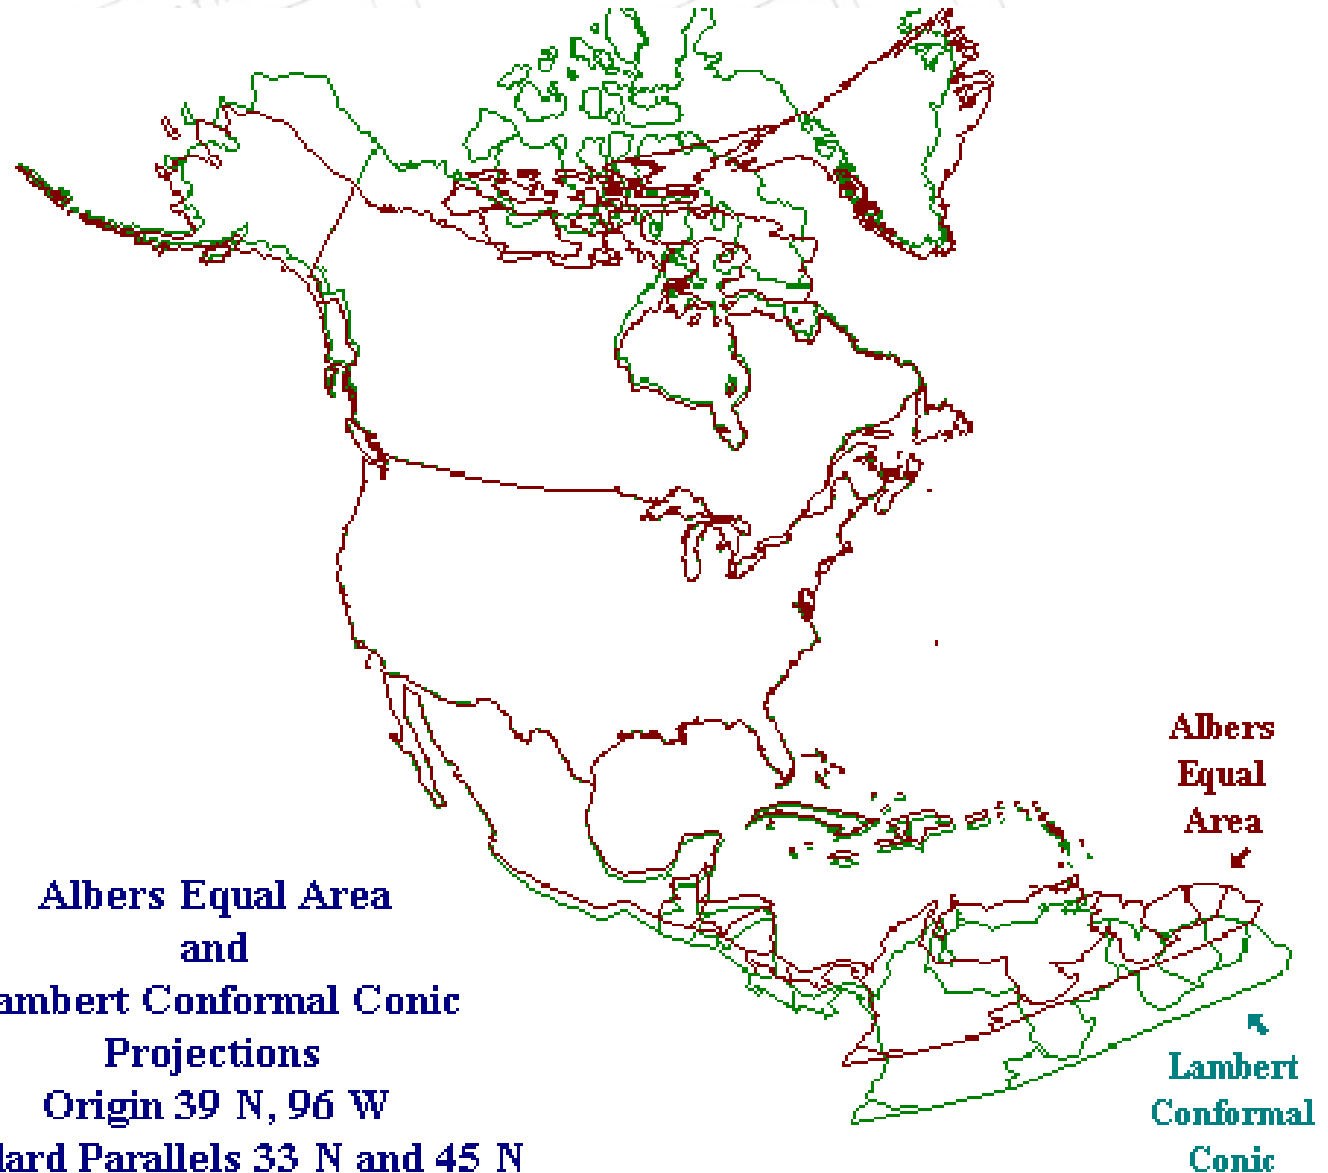 Albers
Equal
Area
Albers Equal Area
and
ambert Conformal Conic
Projections
Origin 39 N, 96 W
dard Parallels 33 N and 45 N
Lambert
Conformal
Conic